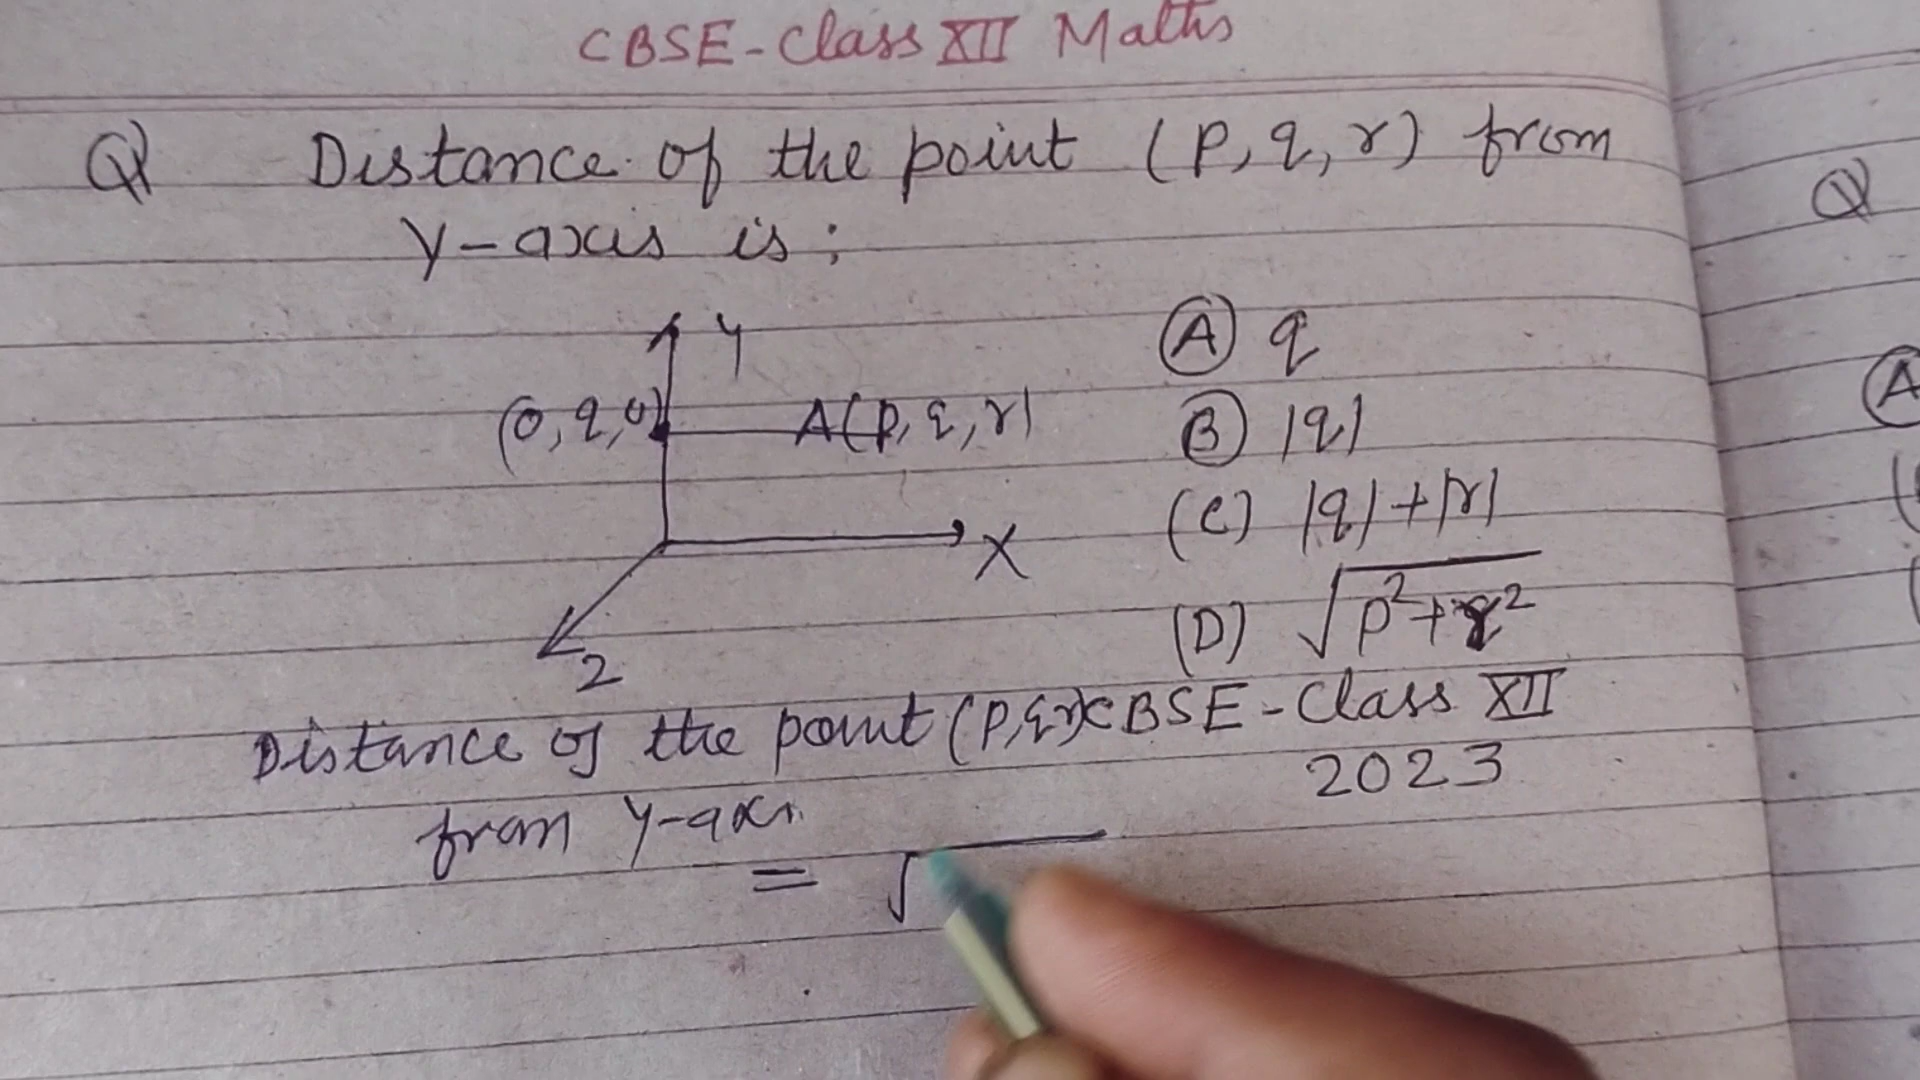 CBSE-Class XII Maths
Q Distance of the point (P, q, r) from
Y-axis is;
Y
(A) q
(0, q, 0)
A(p, q, r)
(B) |q|
X
(C) |q|+|r|
Z
(D) √p²+r²
Distance of the point (P, q, r)
CBSE-Class XII
2023
from Y-axi
= √
Q
A